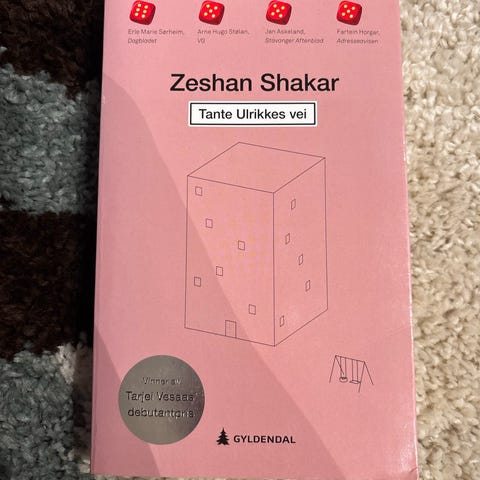 Erle Marie Sørheim,
Dagbladet
Arne Hugo Stølan,
VG
Jan Askeland,
Stavanger Aftenblad
Fartein Horgar,
Adresseavisen
Zeshan Shakar
Tante Ulrikkes vei
Vinner av
Tarjei Vesaas'
debutantpris
GYLDENDAL